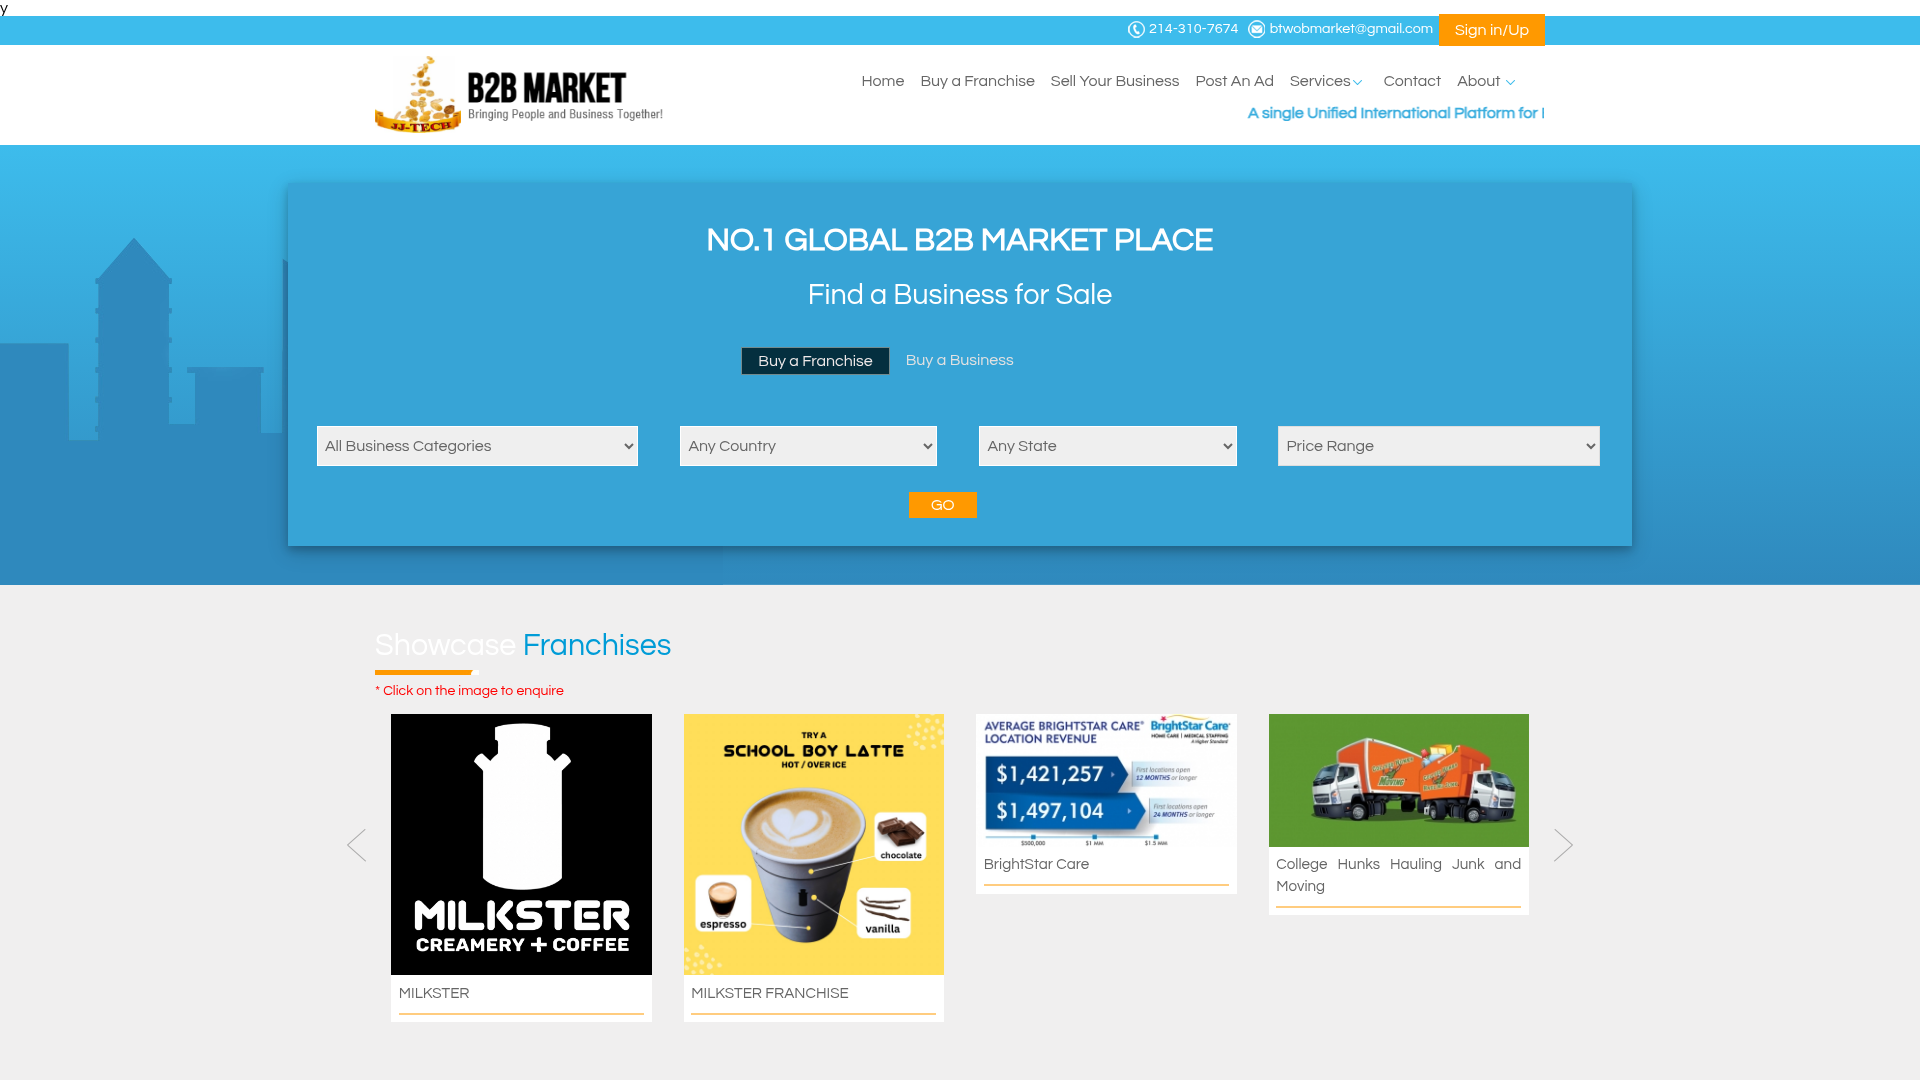 y
214-310-7674 btwobmarket@gmail.com Sign in/Up
JJ-TECH
B2B MARKET
Bringing People and Business Together!
Home Buy a Franchise Sell Your Business Post An Ad Services Contact About
A single Unified International Platform for
NO.1 GLOBAL B2B MARKET PLACE
Find a Business for Sale
Buy a Franchise Buy a Business
All Business Categories Any Country Any State Price Range
GO
Showcase Franchises
* Click on the image to enquire
MILKSTER
CREAMERY + COFFEE
MILKSTER
TRY A
SCHOOL BOY LATTE
HOT / OVER ICE
chocolate
espresso
vanilla
MILKSTER FRANCHISE
AVERAGE BRIGHTSTAR CARE®
LOCATION REVENUE
BrightStar Care
HOME CARE | MEDICAL STAFFING
A Higher Standard
$1,421,257
First locations open
12 MONTHS or longer
$1,497,104
First locations open
24 MONTHS or longer
$500,000 $1 MM $1.5 MM
BrightStar Care
College Hunks Hauling Junk and
Moving